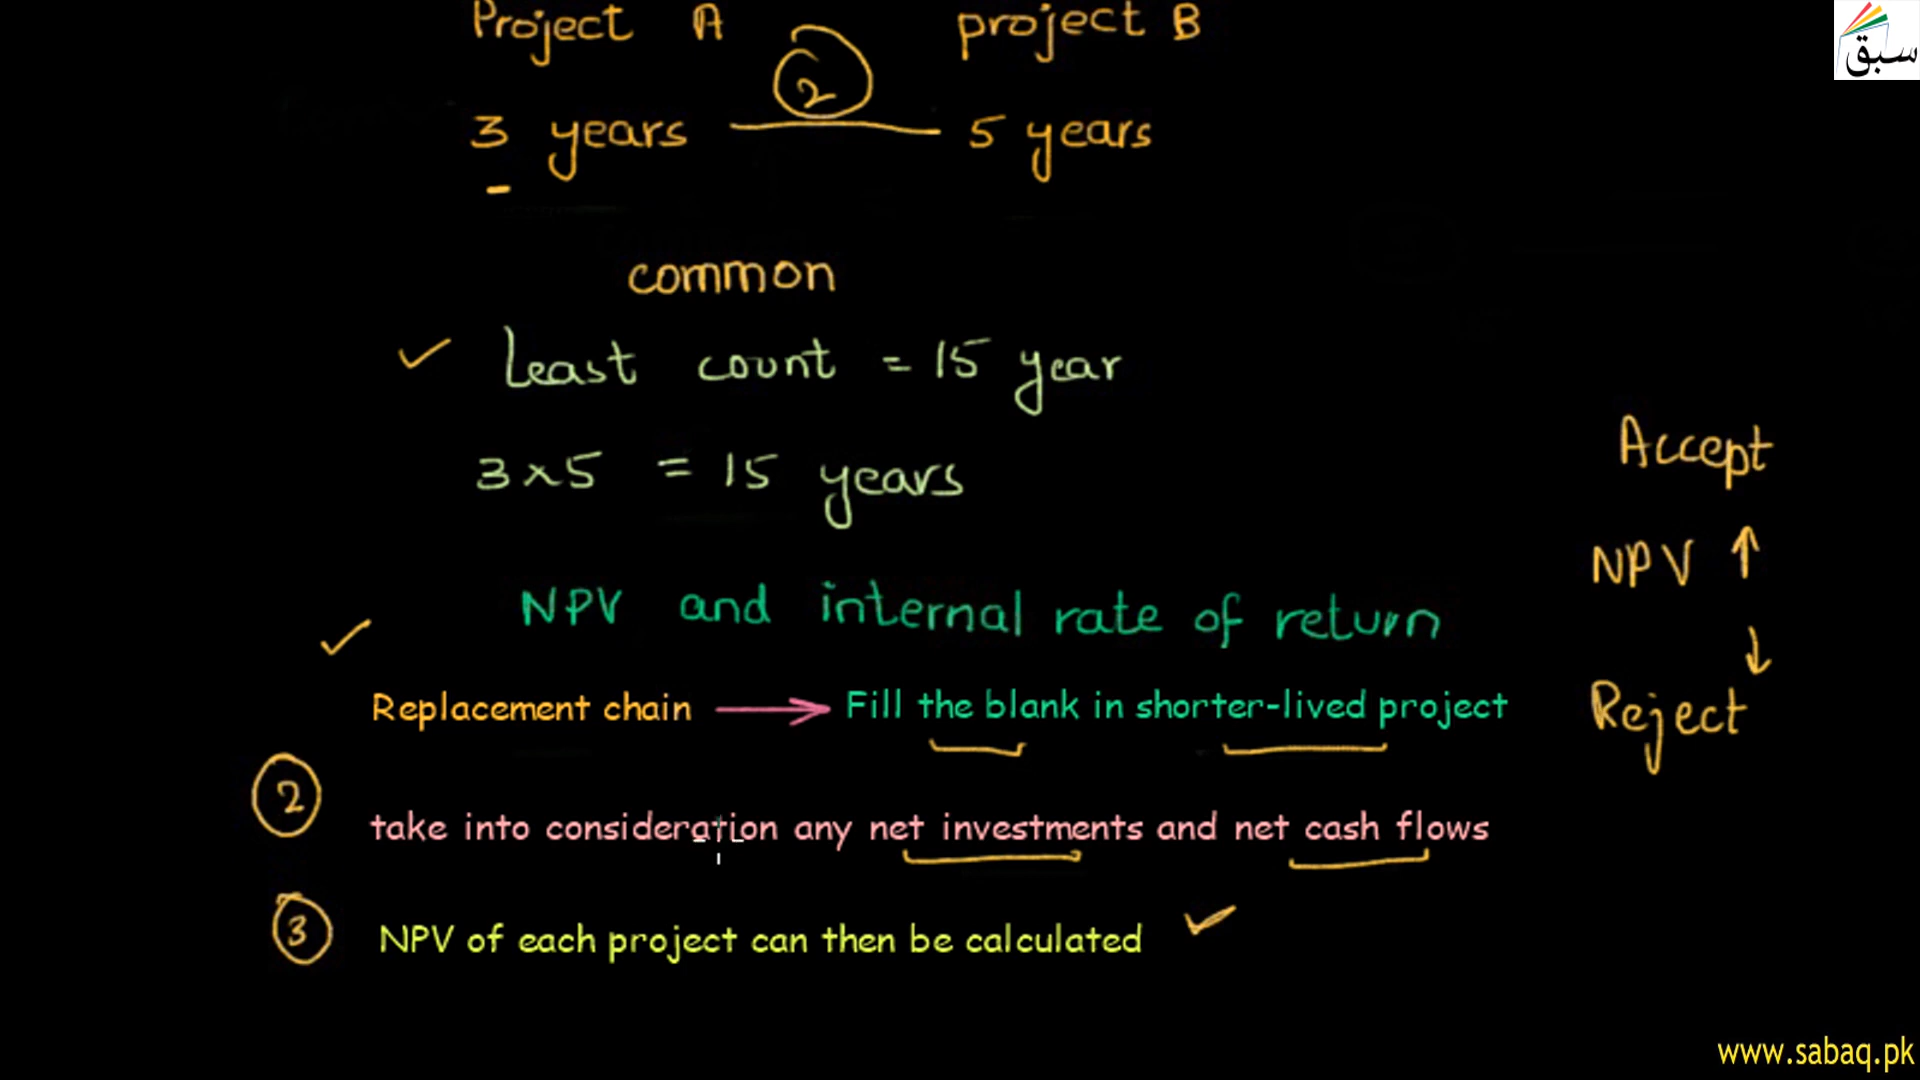 Project A project B
سبق
2
3 years 5 years
common
Least count = 15 year
3 x 5 = 15 years
Accept
NPV ↑
NPV and internal rate of return
↓
Replacement chain → Fill the blank in shorter-lived project
Reject
2 take into consideration any net investments and net cash flows
3 NPV of each project can then be calculated
www.sabaq.pk